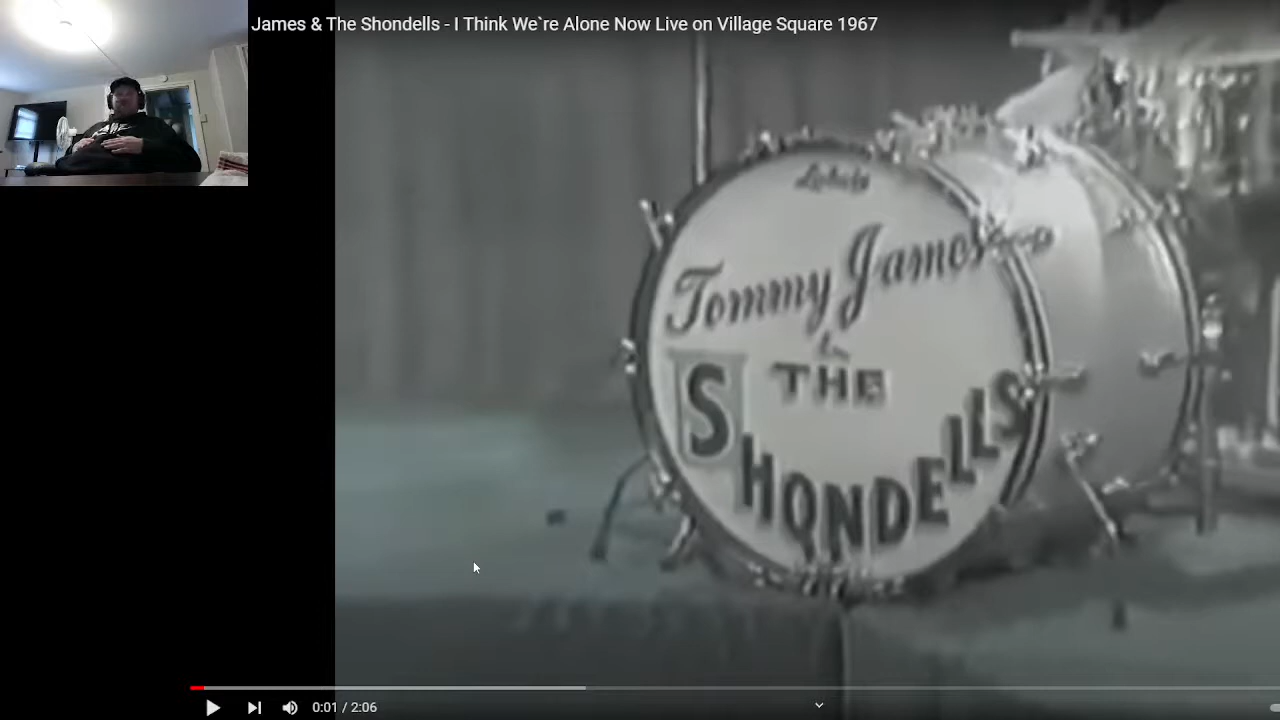 James & The Shondells - I Think We`re Alone Now Live on Village Square 1967
Tommy James
&
THE
SHONDELLS
0:01 / 2:06